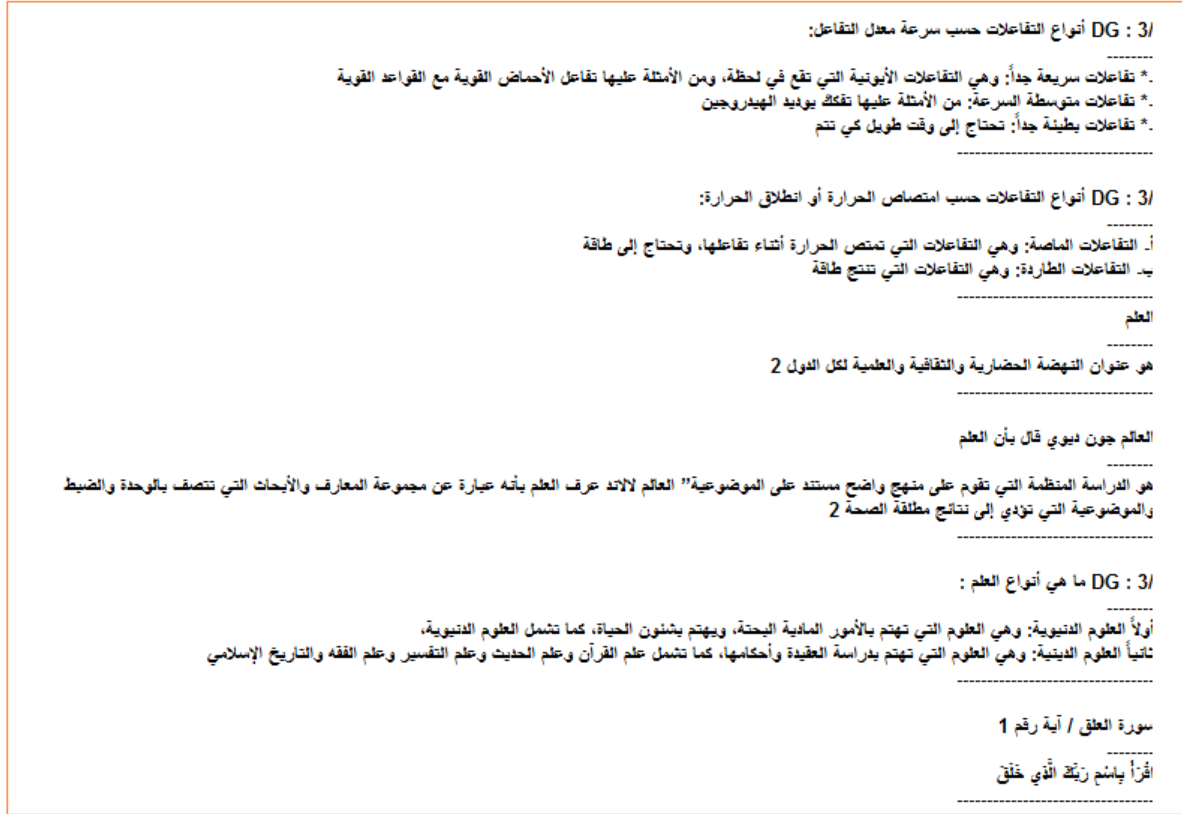 /DG : 3 أنواع التفاعلات حسب سرعة معدل التفاعل:
--------
.* تفاعلات سريعة جداً: وهي التفاعلات الأيونية التي تقع في لحظة، ومن الأمثلة عليها تفاعل الأحماض القوية مع القواعد القوية
.* تفاعلات متوسطة السرعة: من الأمثلة عليها تفكك يوديد الهيدروجين
.* تفاعلات بطيئة جداً: تحتاج إلى وقت طويل كي تتم
---------------------------------
/DG : 3 أنواع التفاعلات حسب امتصاص الحرارة أو انطلاق الحرارة:
--------
أ. التفاعلات الماصة: وهي التفاعلات التي تمتص الحرارة أثناء تفاعلها، وتحتاج إلى طاقة
ب. التفاعلات الطاردة: وهي التفاعلات التي تنتج طاقة
---------------------------------
العلم
--------
هو عنوان النهضة الحضارية والثقافية والعلمية لكل الدول 2
---------------------------------
العالم جون ديوي قال بأن العلم
--------
هو الدراسة المنظمة التي تقوم على منهج واضح مستند على الموضوعية” العالم لالاند عرف العلم بأنه عبارة عن مجموعة المعارف والأبحاث التي تتصف بالوحدة والضبط
والموضوعية التي تؤدي إلى نتائج مطلقة الصحة 2
---------------------------------
/DG : 3 ما هي أنواع العلم :
--------
أولاً العلوم الدنيوية: وهي العلوم التي تهتم بالأمور المادية البحتة، ويهتم بشئون الحياة، كما تشمل العلوم الدنيوية،
ثانياً العلوم الدينية: وهي العلوم التي تهتم بدراسة العقيدة وأحكامها، كما تشمل علم القرآن وعلم الحديث وعلم التفسير وعلم الفقه والتاريخ الإسلامي
---------------------------------
سورة العلق / آية رقم 1
--------
اقْرَأْ بِاسْمِ رَبِّكَ الَّذِي خَلَقَ
---------------------------------